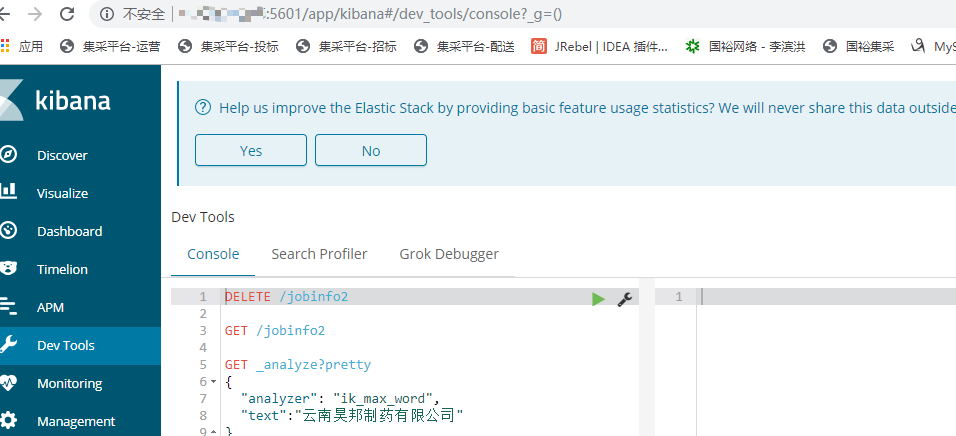 不安全 | :5601/app/kibana#/dev_tools/console?_g=()
应用 集采平台-运营 集采平台-投标 集采平台-招标 集采平台-配送 简 JRebel | IDEA 插件... 国裕网络 - 李滨洪 国裕集采 MyS
kibana
Help us improve the Elastic Stack by providing basic feature usage statistics? We will never share this data outside
Yes No
Discover
Visualize
Dashboard
Timelion
APM
Dev Tools
Monitoring
Management
Dev Tools
Console Search Profiler Grok Debugger
1 DELETE /jobinfo2
2
3 GET /jobinfo2
4
5 GET _analyze?pretty
6 {
7 "analyzer": "ik_max_word",
8 "text":"云南昊邦制药有限公司"
9 }
1